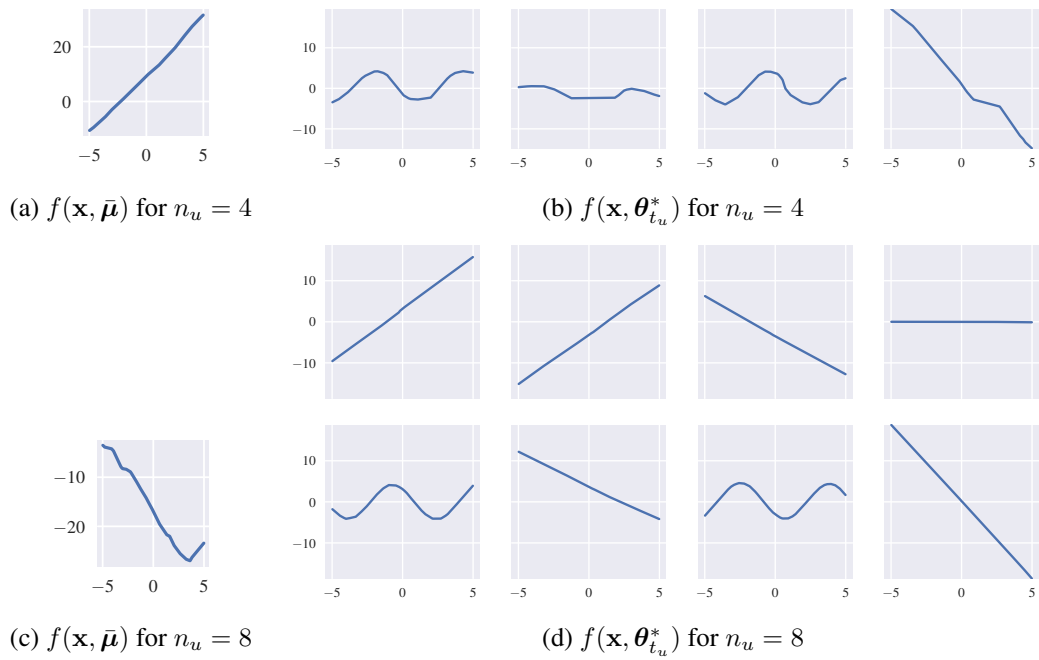 20
0
−5 0 5
10
0
−10
−5 0 5
−5 0 5
−5 0 5
−5 0 5
(a) f(x, μ̄) for n_u = 4
(b) f(x, θ*_{t_u}) for n_u = 4
10
0
−10
−10
−20
−5 0 5
10
0
−10
−5 0 5
−5 0 5
−5 0 5
−5 0 5
(c) f(x, μ̄) for n_u = 8
(d) f(x, θ*_{t_u}) for n_u = 8